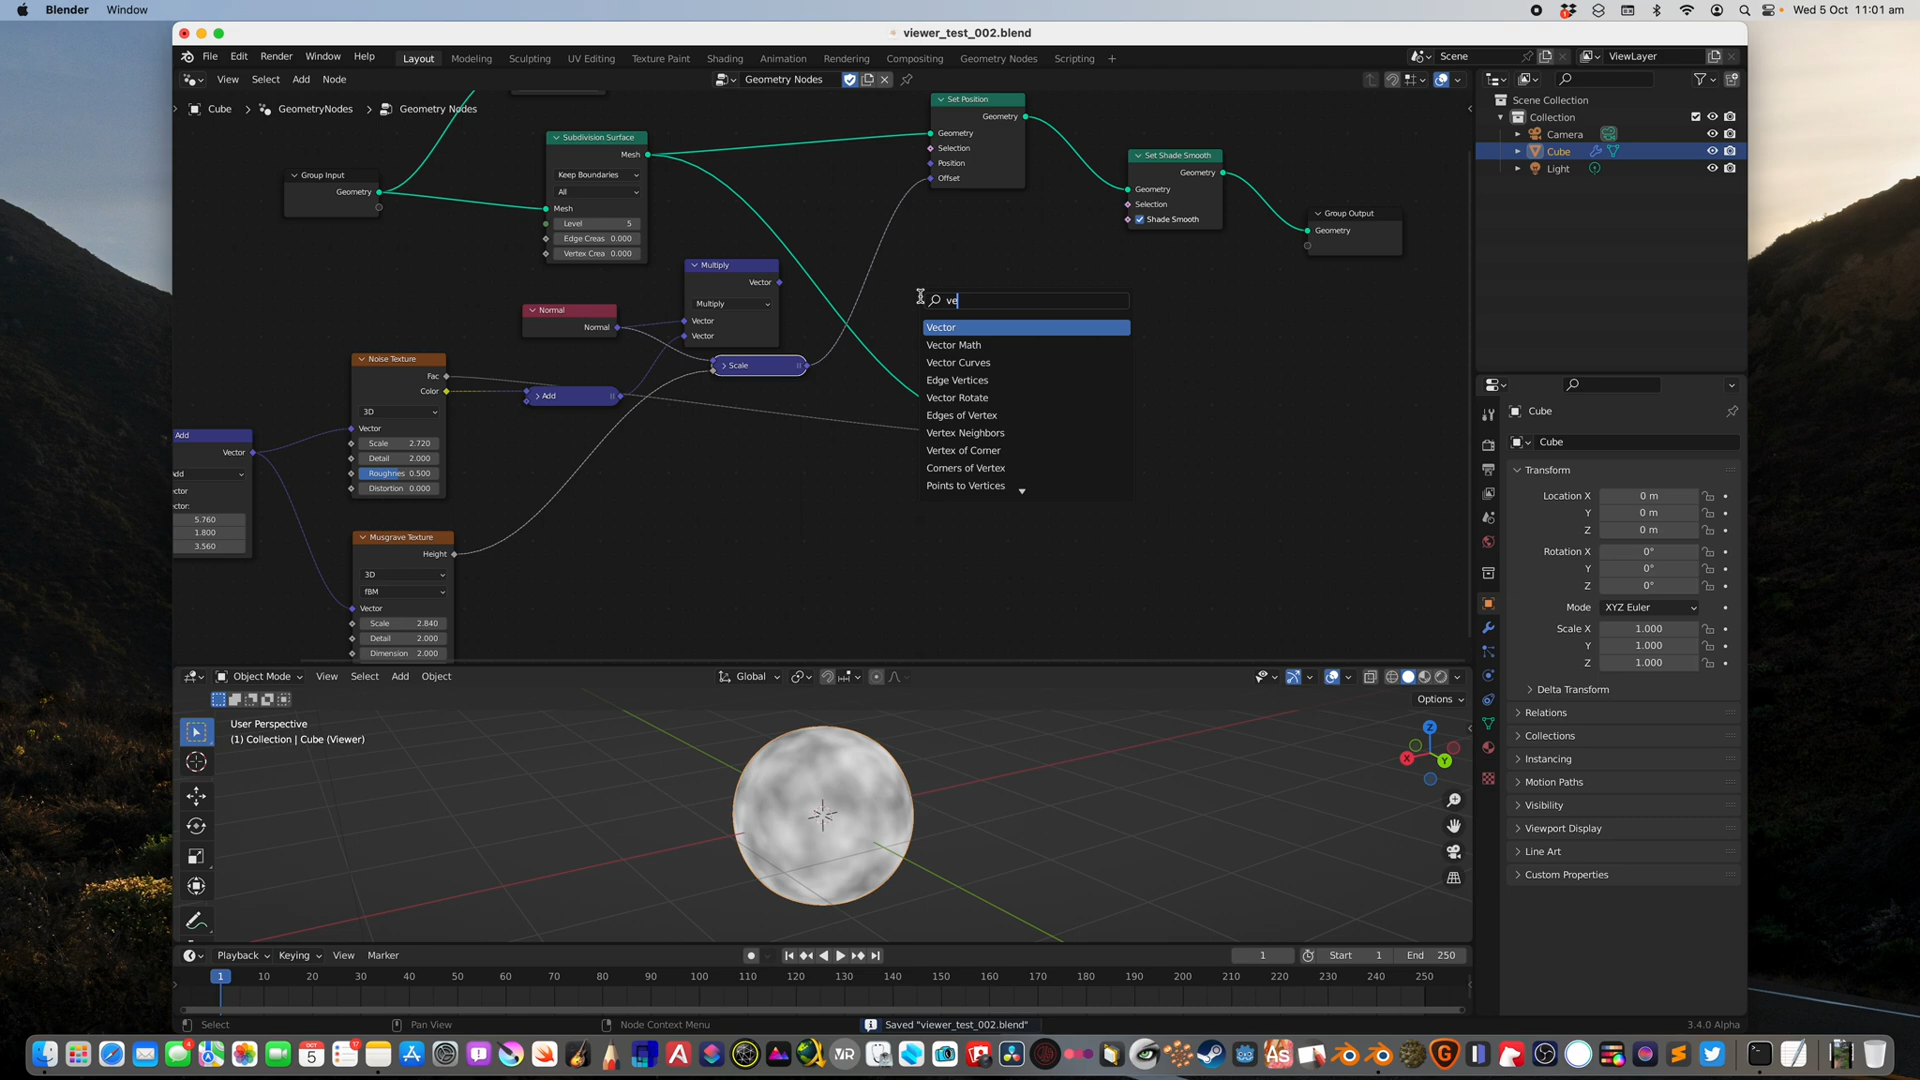 Blender Window
Wed 5 Oct 11:01 am
viewer_test_002.blend
File Edit Render Window Help
Layout Modeling Sculpting UV Editing Texture Paint Shading Animation Rendering Compositing Geometry Nodes Scripting +
Scene
ViewLayer
View Select Add Node
Geometry Nodes
Cube GeometryNodes Geometry Nodes
Group Input
Geometry
Subdivision Surface
Mesh
Keep Boundaries
All
Mesh
Level 5
Edge Creas 0.000
Vertex Crea 0.000
Set Position
Geometry
Geometry
Selection
Position
Offset
Set Shade Smooth
Geometry
Geometry
Selection
Shade Smooth
Group Output
Geometry
Multiply
Vector
Multiply
Vector
Vector
Normal
Normal
Scale
Add
Noise Texture
Fac
Color
3D
Vector
Scale 2.720
Detail 2.000
Roughnes 0.500
Distortion 0.000
Add
Vector
Add
ector
ector:
5.760
1.800
3.560
Musgrave Texture
Height
3D
fBM
Vector
Scale 2.840
Detail 2.000
Dimension 2.000
ve
Vector
Vector Math
Vector Curves
Edge Vertices
Vector Rotate
Edges of Vertex
Vertex Neighbors
Vertex of Corner
Corners of Vertex
Points to Vertices
Scene Collection
Collection
Camera
Cube
Light
Cube
Cube
Transform
Location X 0 m
Y 0 m
Z 0 m
Rotation X 0°
Y 0°
Z 0°
Mode XYZ Euler
Scale X 1.000
Y 1.000
Z 1.000
Delta Transform
Relations
Collections
Instancing
Motion Paths
Visibility
Viewport Display
Line Art
Custom Properties
Object Mode View Select Add Object
Global
Options
User Perspective
(1) Collection | Cube (Viewer)
Z
X
Y
Playback Keying View Marker
1
Start 1
End 250
1 10 20 30 40 50 60 70 80 90 100 110 120 130 140 150 160 170 180 190 200 210 220 230 240 250
Select
Pan View
Node Context Menu
Saved "viewer_test_002.blend"
3.4.0 Alpha